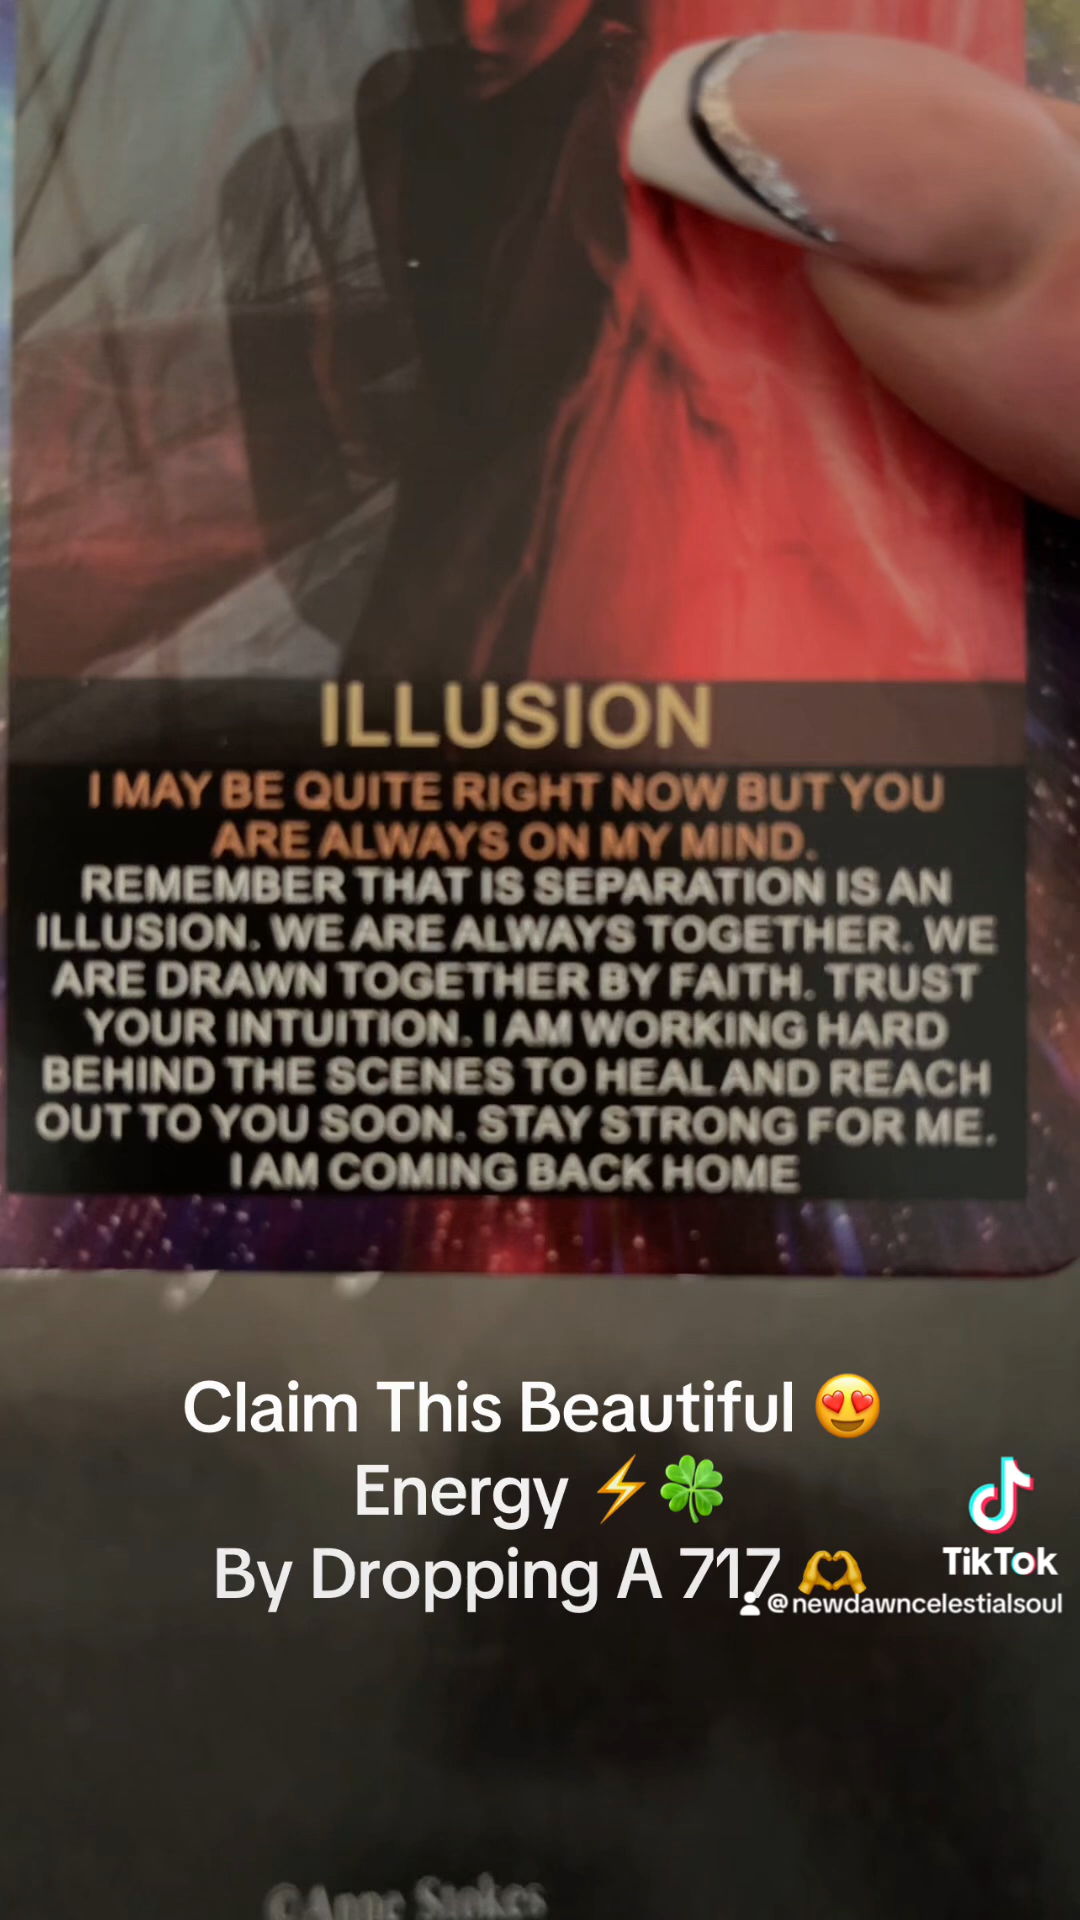 ILLUSION
I MAY BE QUITE RIGHT NOW BUT YOU
ARE ALWAYS ON MY MIND.
REMEMBER THAT IS SEPARATION IS AN
ILLUSION. WE ARE ALWAYS TOGETHER. WE
ARE DRAWN TOGETHER BY FAITH. TRUST
YOUR INTUITION. I AM WORKING HARD
BEHIND THE SCENES TO HEAL AND REACH
OUT TO YOU SOON. STAY STRONG FOR ME.
I AM COMING BACK HOME
Claim This Beautiful 😍
Energy ⚡🍀
By Dropping A 717 🫶
TikTok
@newdawncelestialsoul
©Anne Stokes